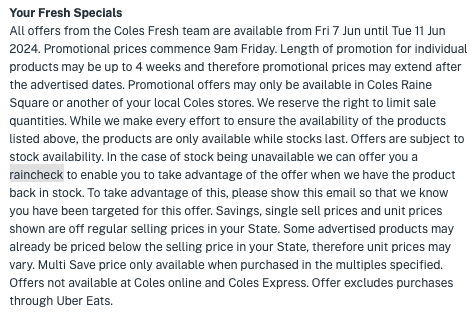 Your Fresh Specials
All offers from the Coles Fresh team are available from Fri 7 Jun until Tue 11 Jun
2024. Promotional prices commence 9am Friday. Length of promotion for individual
products may be up to 4 weeks and therefore promotional prices may extend after
the advertised dates. Promotional offers may only be available in Coles Raine
Square or another of your local Coles stores. We reserve the right to limit sale
quantities. While we make every effort to ensure the availability of the products
listed above, the products are only available while stocks last. Offers are subject to
stock availability. In the case of stock being unavailable we can offer you a
raincheck to enable you to take advantage of the offer when we have the product
back in stock. To take advantage of this, please show this email so that we know
you have been targeted for this offer. Savings, single sell prices and unit prices
shown are off regular selling prices in your State. Some advertised products may
already be priced below the selling price in your State, therefore unit prices may
vary. Multi Save price only available when purchased in the multiples specified.
Offers not available at Coles online and Coles Express. Offer excludes purchases
through Uber Eats.